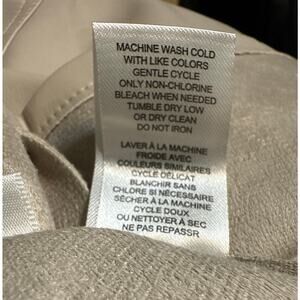 MACHINE WASH COLD
WITH LIKE COLORS
GENTLE CYCLE
ONLY NON-CHLORINE
BLEACH WHEN NEEDED
TUMBLE DRY LOW
OR DRY CLEAN
DO NOT IRON
LAVER À LA MACHINE
FROIDE AVEC
COULEURS SIMILAIRES
CYCLE DÉLICAT
BLANCHIR SANS
CHLORE SI NÉCESSAIRE
SÉCHER À LA MACHINE
CYCLE DOUX
OU NETTOYER À SEC
NE PAS REPASSR